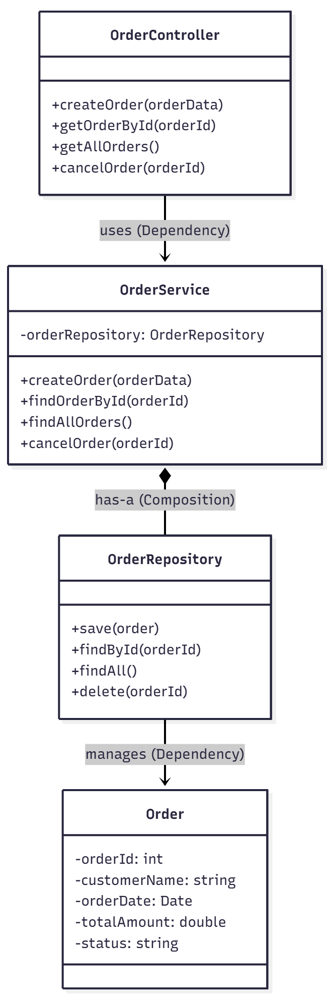 OrderController
+createOrder(orderData)
+getOrderById(orderId)
+getAllOrders()
+cancelOrder(orderId)
uses (Dependency)
OrderService
-orderRepository: OrderRepository
+createOrder(orderData)
+findOrderById(orderId)
+findAllOrders()
+cancelOrder(orderId)
has-a (Composition)
OrderRepository
+save(order)
+findById(orderId)
+findAll()
+delete(orderId)
manages (Dependency)
Order
-orderId: int
-customerName: string
-orderDate: Date
-totalAmount: double
-status: string